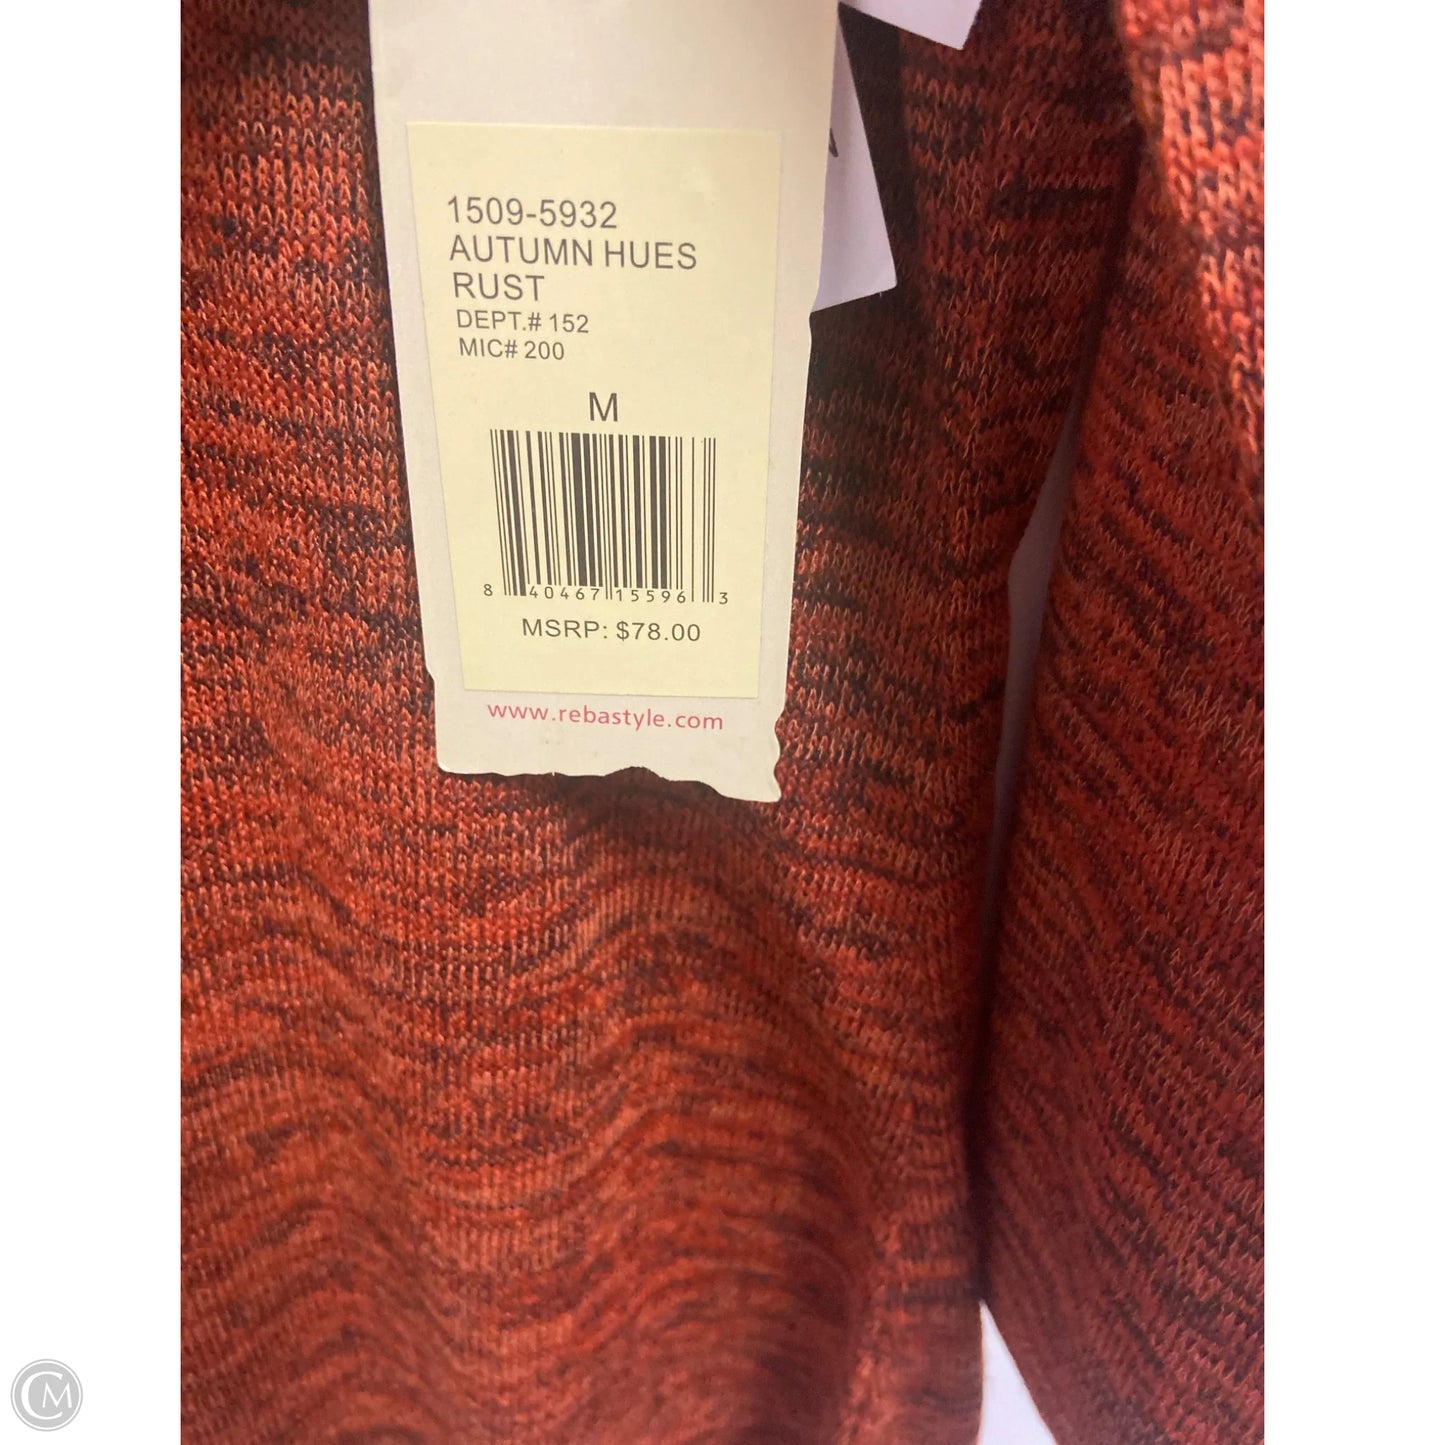 1509-5932
AUTUMN HUES
RUST
DEPT.# 152
MIC# 200
M
8 40467 15596 3
MSRP: $78.00
www.rebastyle.com
CM